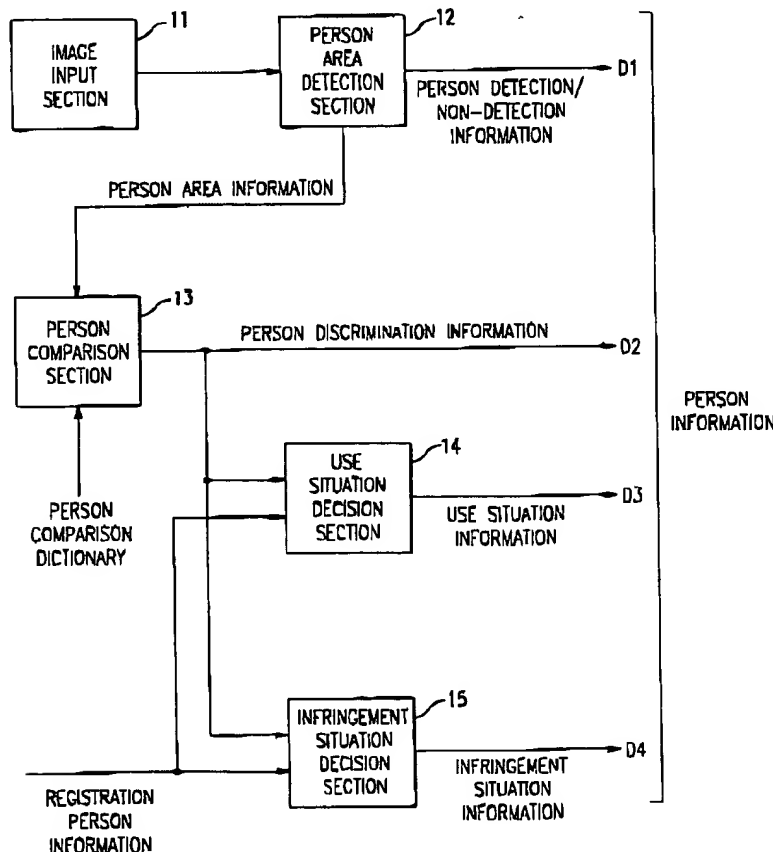 11
IMAGE
INPUT
SECTION
12
PERSON
AREA
DETECTION
SECTION
D1
PERSON DETECTION/
NON-DETECTION
INFORMATION
PERSON AREA INFORMATION
13
PERSON
COMPARISON
SECTION
PERSON DISCRIMINATION INFORMATION
D2
PERSON
INFORMATION
PERSON
COMPARISON
DICTIONARY
14
USE
SITUATION
DECISION
SECTION
D3
USE SITUATION
INFORMATION
15
INFRINGEMENT
SITUATION
DECISION
SECTION
D4
INFRINGEMENT
SITUATION
INFORMATION
REGISTRATION
PERSON
INFORMATION